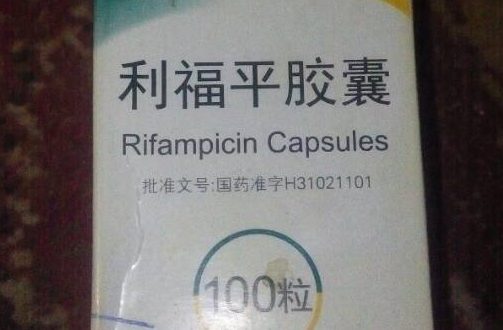 利福平胶囊
Rifampicin Capsules
批准文号:国药准字H31021101
100粒